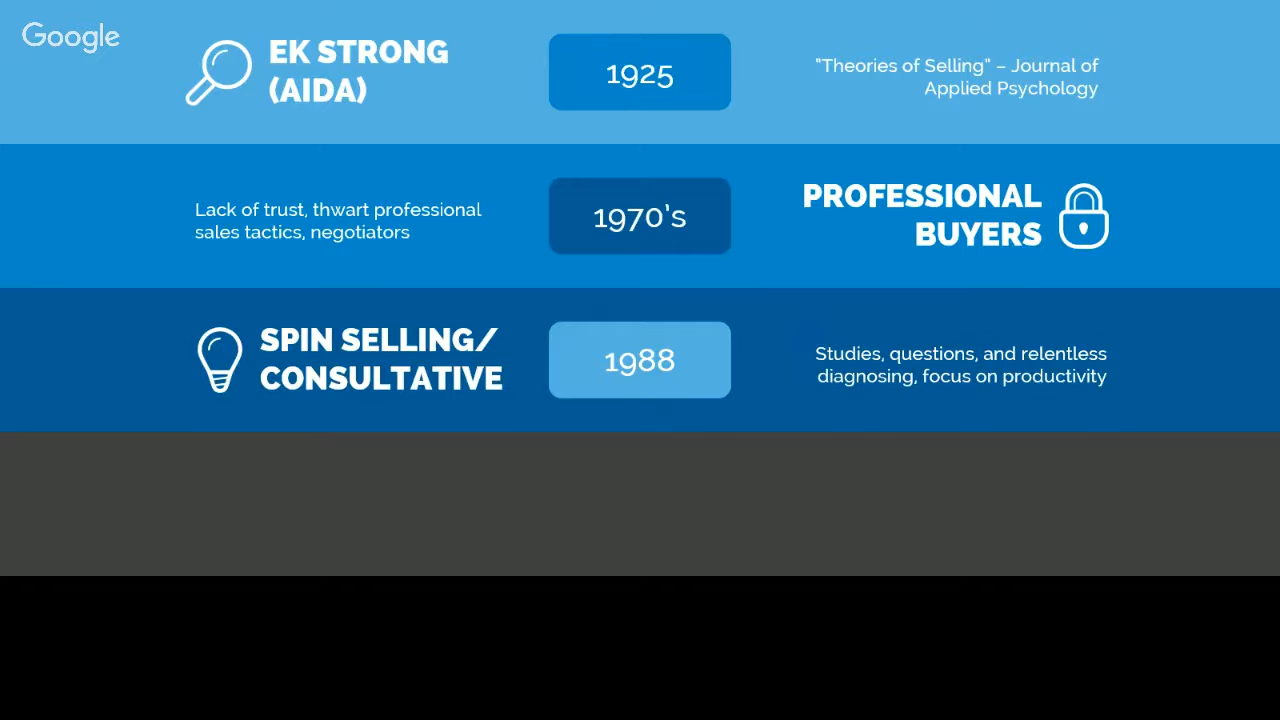 Google
EK STRONG
(AIDA)
1925
"Theories of Selling" – Journal of
Applied Psychology
Lack of trust, thwart professional
sales tactics, negotiators
1970's
PROFESSIONAL
BUYERS
SPIN SELLING/
CONSULTATIVE
1988
Studies, questions, and relentless
diagnosing, focus on productivity